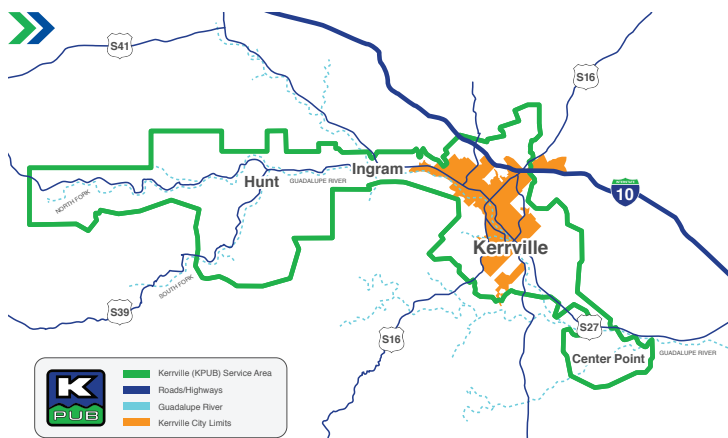 S41
S16
Ingram
Hunt
GUADALUPE RIVER
NORTH FORK
INTERSTATE
10
Kerrville
SOUTH FORK
S39
S27
S16
Center Point
GUADALUPE RIVER
K
PUB
Kerrville (KPUB) Service Area
Roads/Highways
Guadalupe River
Kerrville City Limits